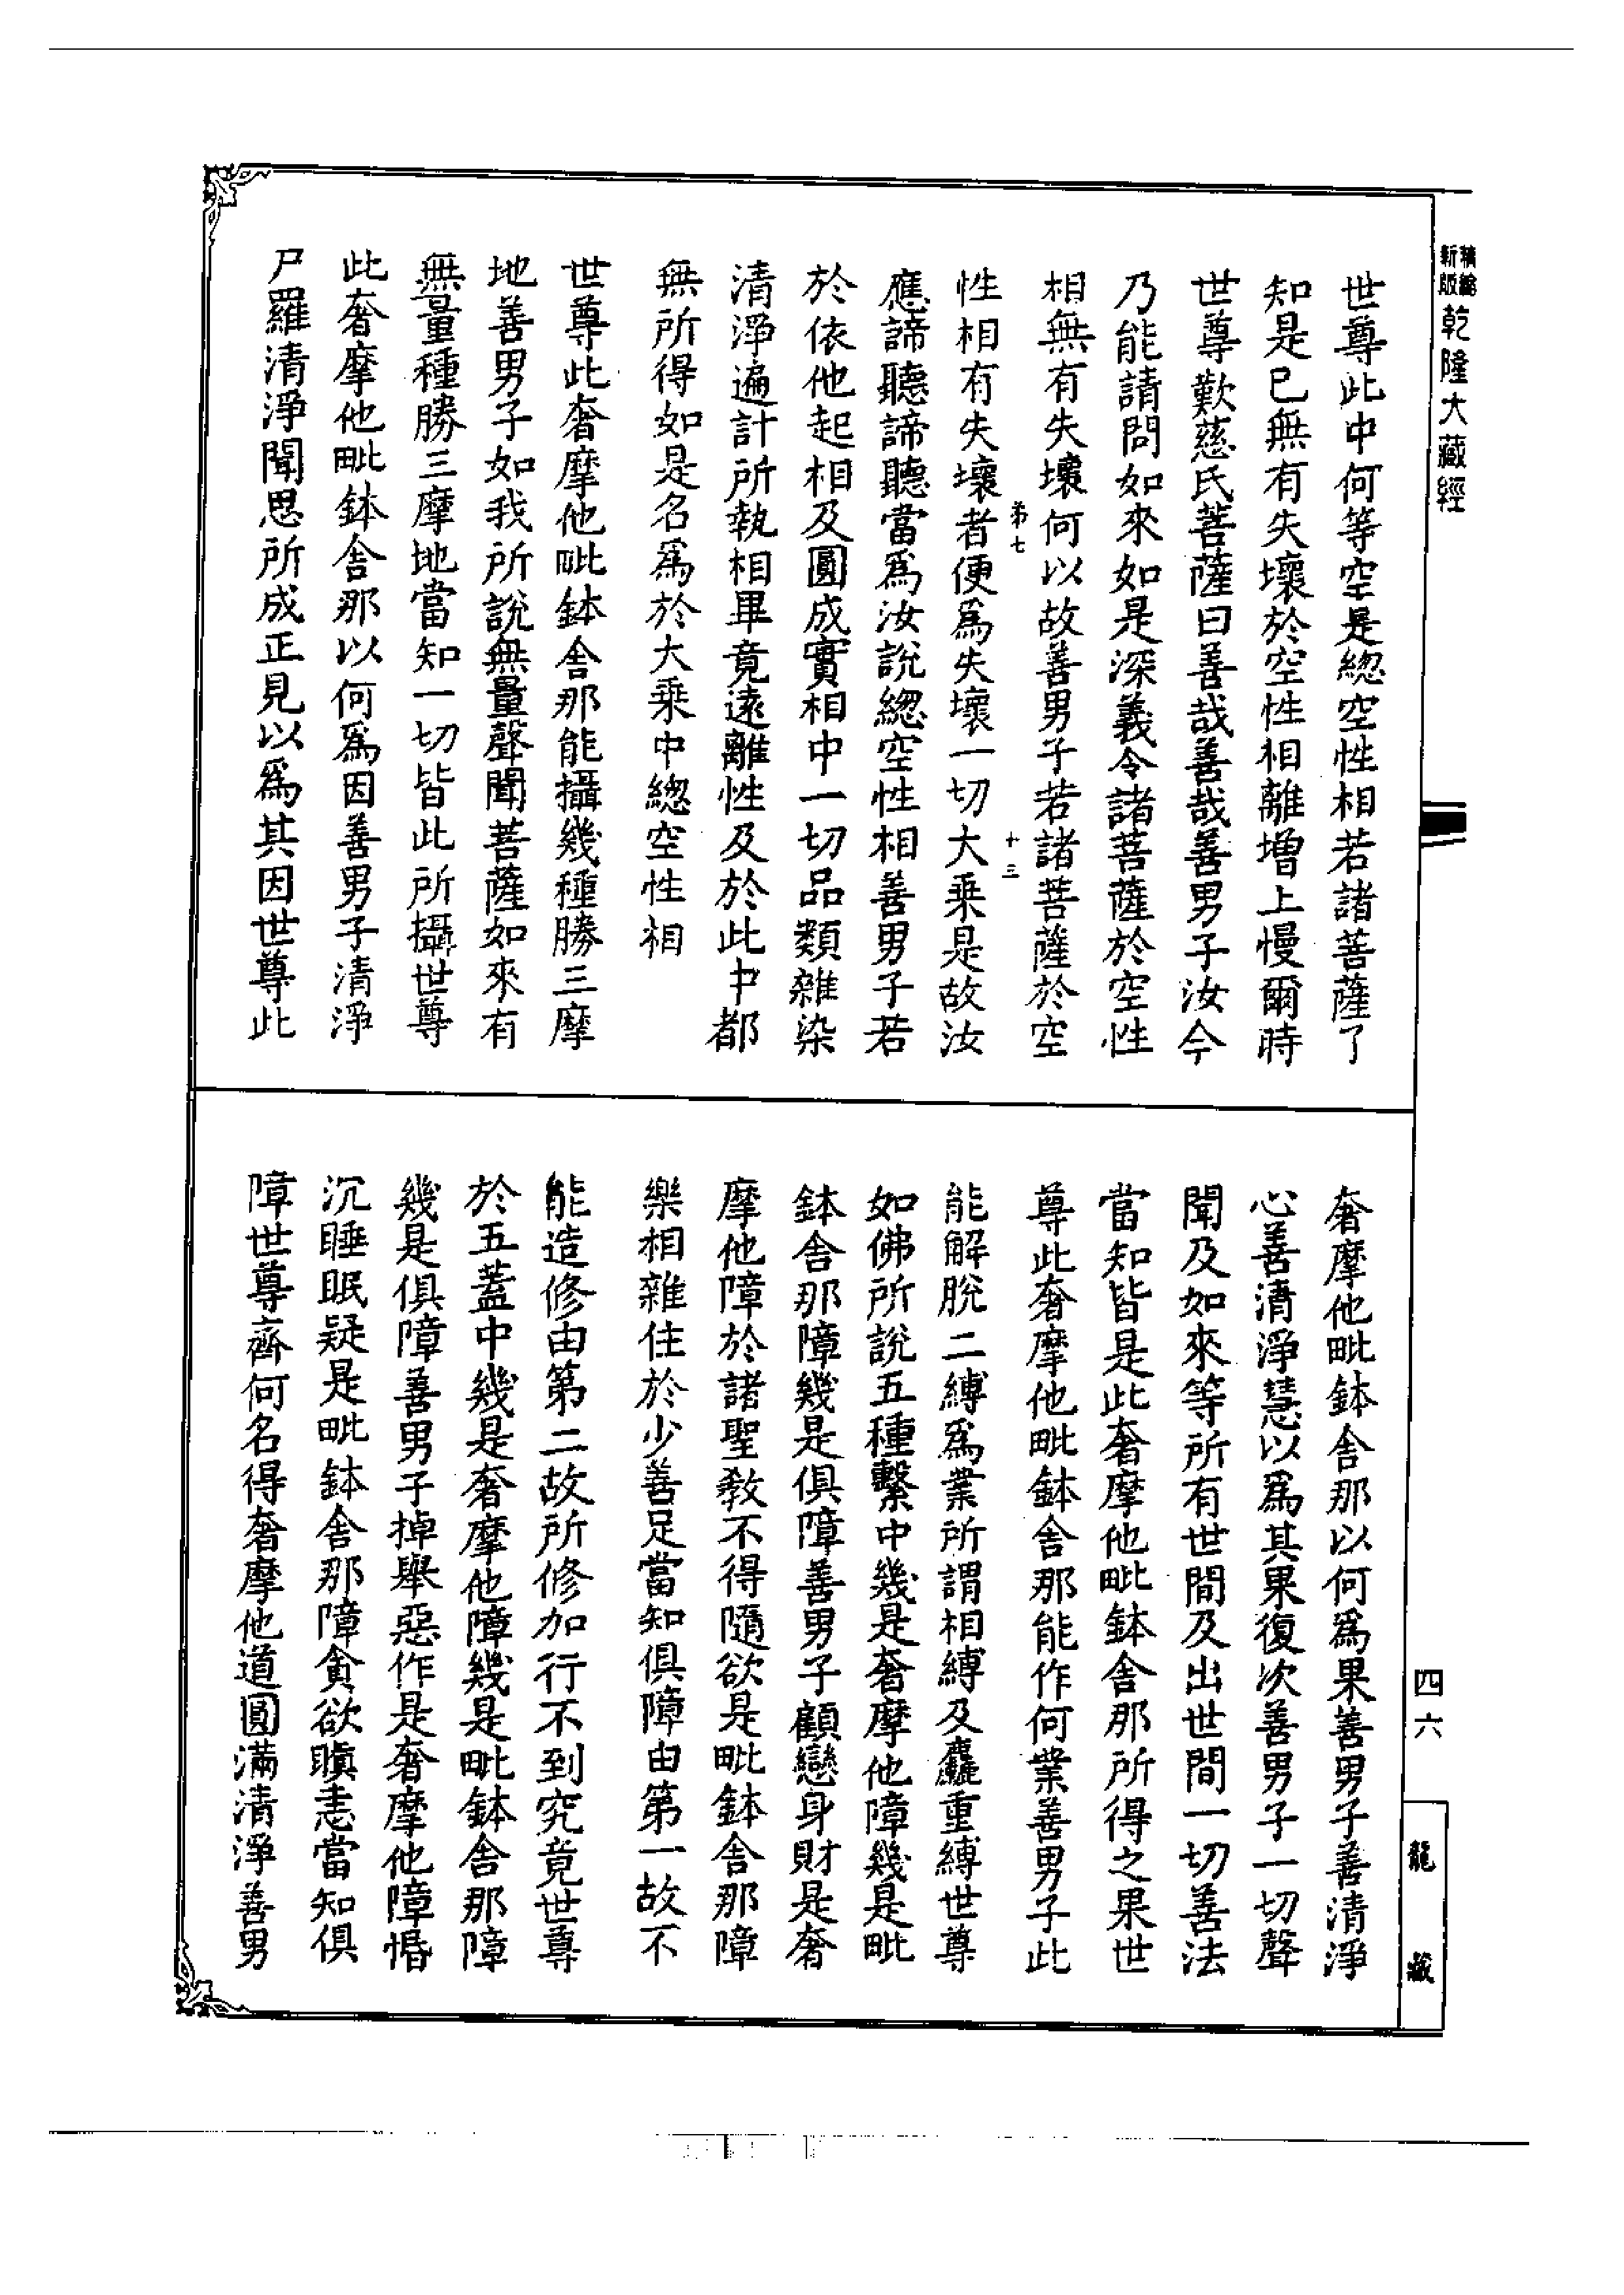 新版精縮
乾隆大藏經
世尊此中何等空是緫空性相若諸菩薩了
知是已無有失壞於空性相離增上慢爾時
世尊歎慈氏菩薩曰善哉善哉善男子汝今
乃能請問如來如是深義令諸菩薩於空性
相無有失壞何以故善男子若諸菩薩於空
第七 十三
性相有失壞者便爲失壞一切大乗是故汝
應諦聽諦聽當爲汝說緫空性相善男子若
於依他起相及圓成實相中一切品類雜染
清淨遍計所執相畢竟遠離性及於此中都
無所得如是名爲於大乗中緫空性相
世尊此奢摩他毗鉢舍那能攝幾種勝三摩
地善男子如我所說無量聲聞菩薩如來有
無量種勝三摩地當知一切皆此所攝世尊
此奢摩他毗鉢舍那以何爲因善男子清淨
尸羅清淨聞思所成正見以爲其因世尊此
奢摩他毗鉢舍那以何爲果善男子善清淨
心善清淨慧以爲其果復次善男子一切聲
聞及如來等所有世間及出世間一切善法
當知皆是此奢摩他毗鉢舍那所得之果世
尊此奢摩他毗鉢舍那能作何業善男子此
能解脫二縛爲業所謂相縛及麤重縛世尊
如佛所說五種繫中幾是奢摩他障幾是毗
鉢舍那障幾是俱障善男子顧戀身財是奢
摩他障於諸聖教不得隨欲是毗鉢舍那障
樂相雜住於少善足當知俱障由第一故不
能造修由第二故所修加行不到究竟世尊
於五蓋中幾是奢摩他障幾是毗鉢舍那障
幾是俱障善男子掉舉惡作是奢摩他障惛
沉睡眠疑是毗鉢舍那障貪欲瞋恚當知俱
障世尊齊何名得奢摩他道圓滿清淨善男
四六
龍藏